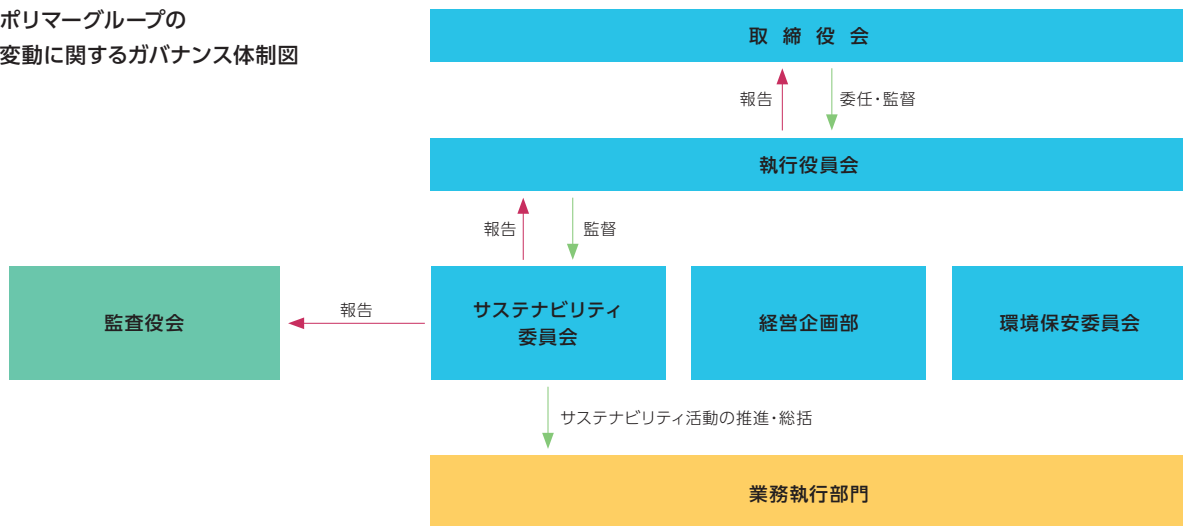 ポリマーグループの
変動に関するガバナンス体制図
取締役会
報告
委任・監督
執行役員会
報告
監督
監査役会
報告
サステナビリティ
委員会
経営企画部
環境保安委員会
サステナビリティ活動の推進・総括
業務執行部門